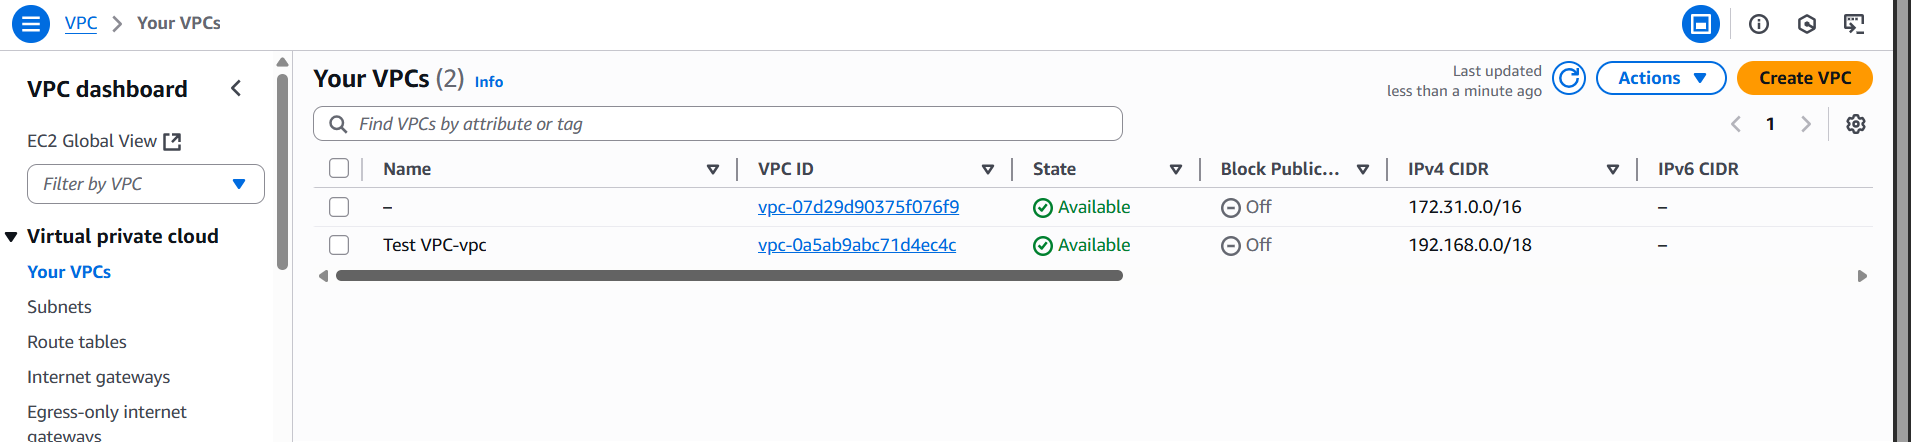 VPC > Your VPCs
VPC dashboard
EC2 Global View
Filter by VPC
Virtual private cloud
Your VPCs
Subnets
Route tables
Internet gateways
Egress-only internet
gateways
Your VPCs (2) Info
Last updated
less than a minute ago
Actions
Create VPC
Find VPCs by attribute or tag
1
Name VPC ID State Block Public... IPv4 CIDR IPv6 CIDR
– vpc-07d29d90375f076f9 Available Off 172.31.0.0/16 –
Test VPC-vpc vpc-0a5ab9abc71d4ec4c Available Off 192.168.0.0/18 –